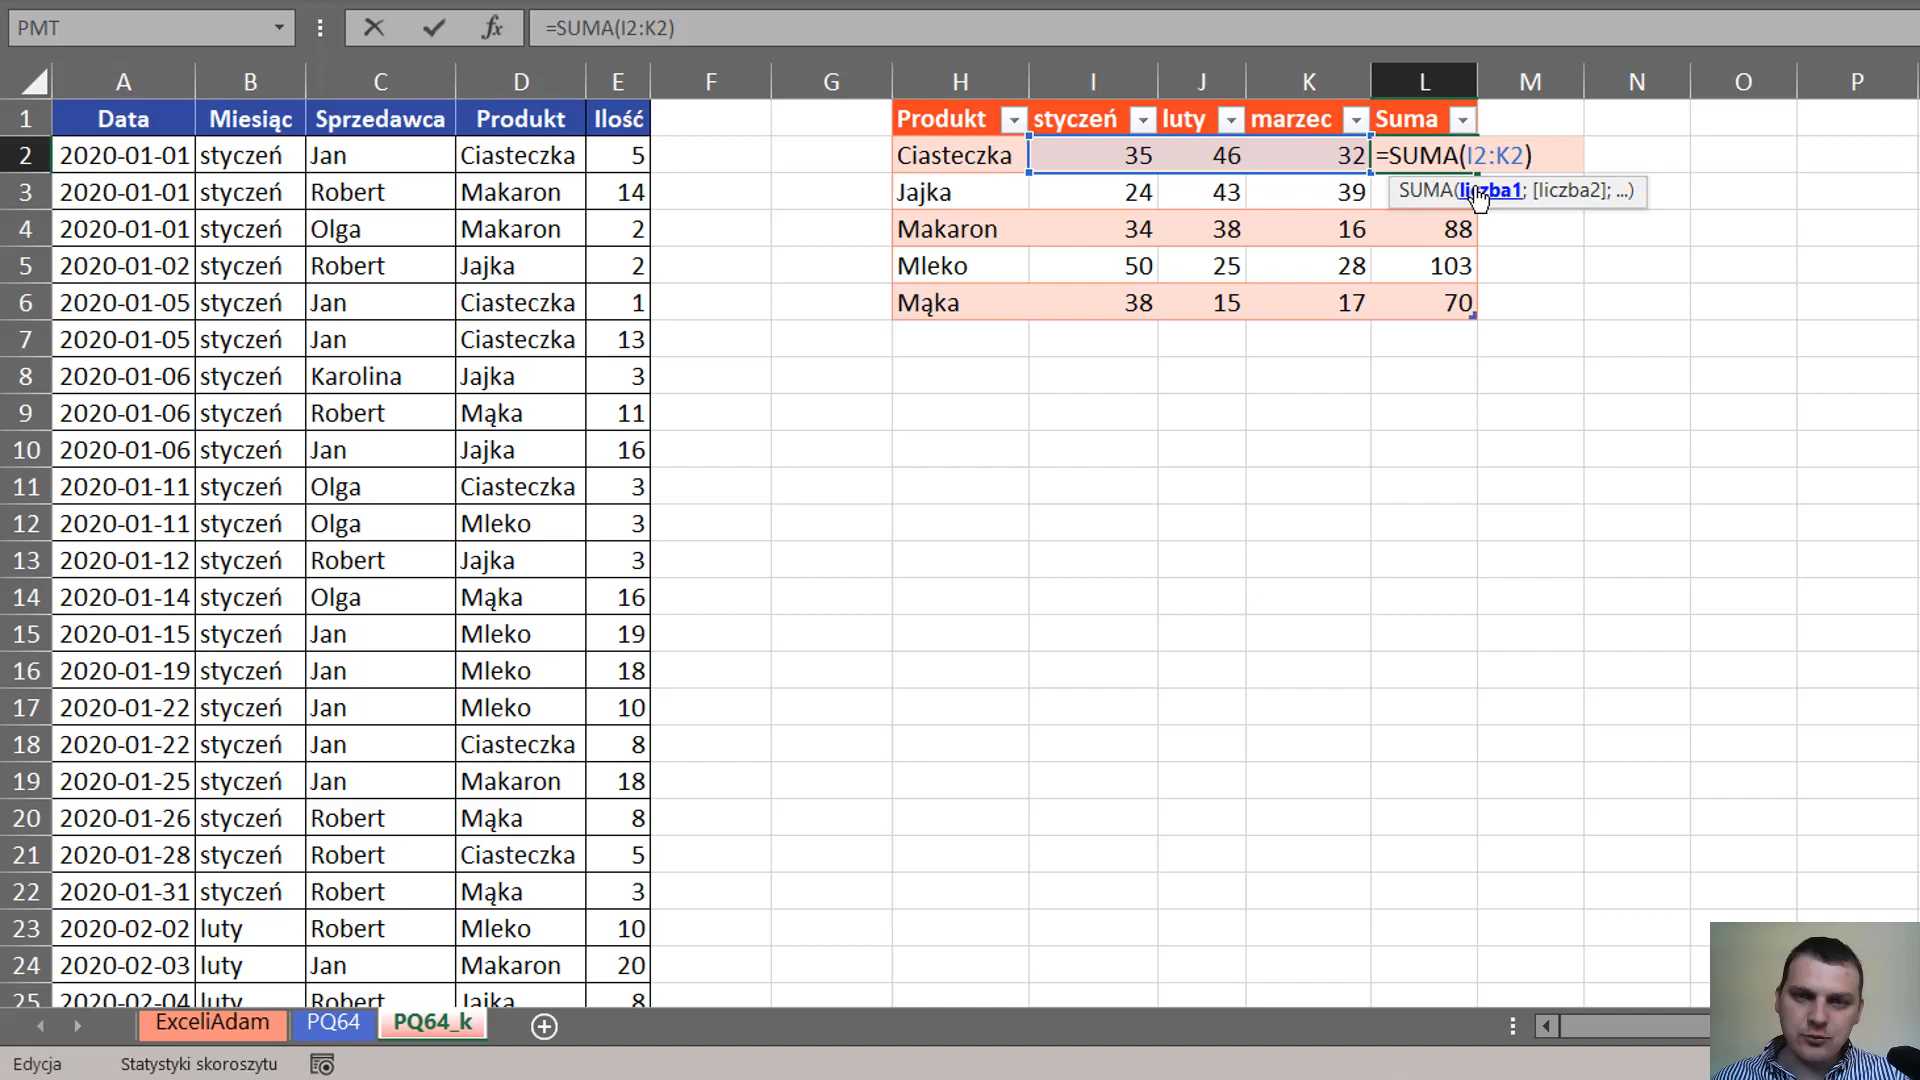 PMT
fx
=SUMA(I2:K2)
A B C D E F G H I J K L M N O P
1 Data Miesiąc Sprzedawca Produkt Ilość Produkt styczeń luty marzec Suma
2 2020-01-01 styczeń Jan Ciasteczka 5 Ciasteczka 35 46 32 =SUMA(I2:K2)
SUMA(liczba1; [liczba2]; ...)
3 2020-01-01 styczeń Robert Makaron 14 Jajka 24 43 39
4 2020-01-01 styczeń Olga Makaron 2 Makaron 34 38 16 88
5 2020-01-02 styczeń Robert Jajka 2 Mleko 50 25 28 103
6 2020-01-05 styczeń Jan Ciasteczka 1 Mąka 38 15 17 70
7 2020-01-05 styczeń Jan Ciasteczka 13
8 2020-01-06 styczeń Karolina Jajka 3
9 2020-01-06 styczeń Robert Mąka 11
10 2020-01-06 styczeń Jan Jajka 16
11 2020-01-11 styczeń Olga Ciasteczka 3
12 2020-01-11 styczeń Olga Mleko 3
13 2020-01-12 styczeń Robert Jajka 3
14 2020-01-14 styczeń Olga Mąka 16
15 2020-01-15 styczeń Jan Mleko 19
16 2020-01-19 styczeń Jan Mleko 18
17 2020-01-22 styczeń Jan Mleko 10
18 2020-01-22 styczeń Jan Ciasteczka 8
19 2020-01-25 styczeń Jan Makaron 18
20 2020-01-26 styczeń Robert Mąka 8
21 2020-01-28 styczeń Robert Ciasteczka 5
22 2020-01-31 styczeń Robert Mąka 3
23 2020-02-02 luty Robert Mleko 10
24 2020-02-03 luty Jan Makaron 20
25 2020-02-04 luty Robert Jajka 8
ExceliAdam PQ64 PQ64_k
Edycja Statystyki skoroszytu